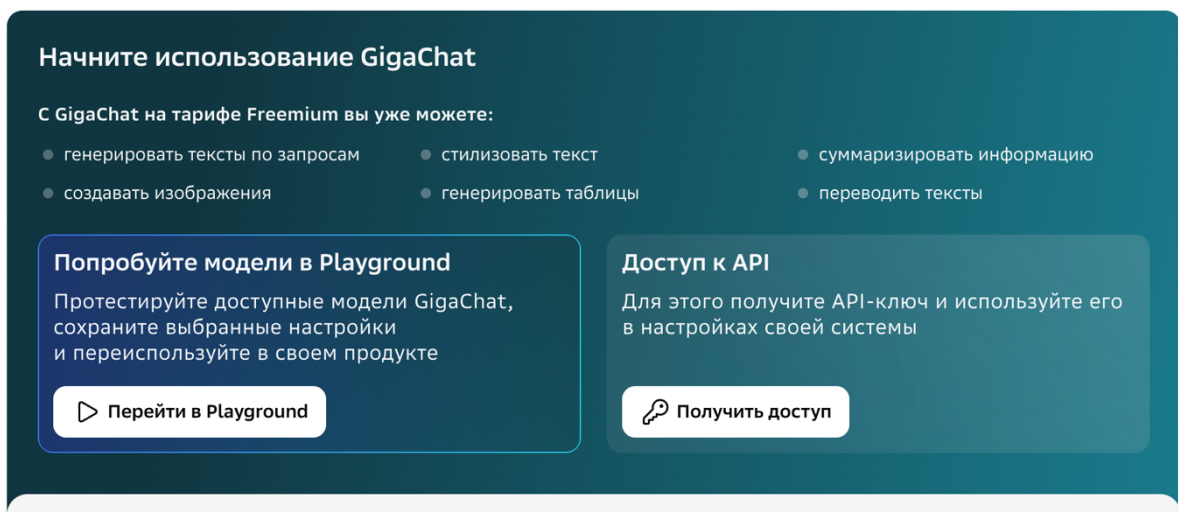 Начните использование GigaChat
С GigaChat на тарифе Freemium вы уже можете:
генерировать тексты по запросам
стилизовать текст
суммаризировать информацию
создавать изображения
генерировать таблицы
переводить тексты
Попробуйте модели в Playground
Протестируйте доступные модели GigaChat,
сохраните выбранные настройки
и переиспользуйте в своем продукте
Перейти в Playground
Доступ к API
Для этого получите API-ключ и используйте его
в настройках своей системы
Получить доступ